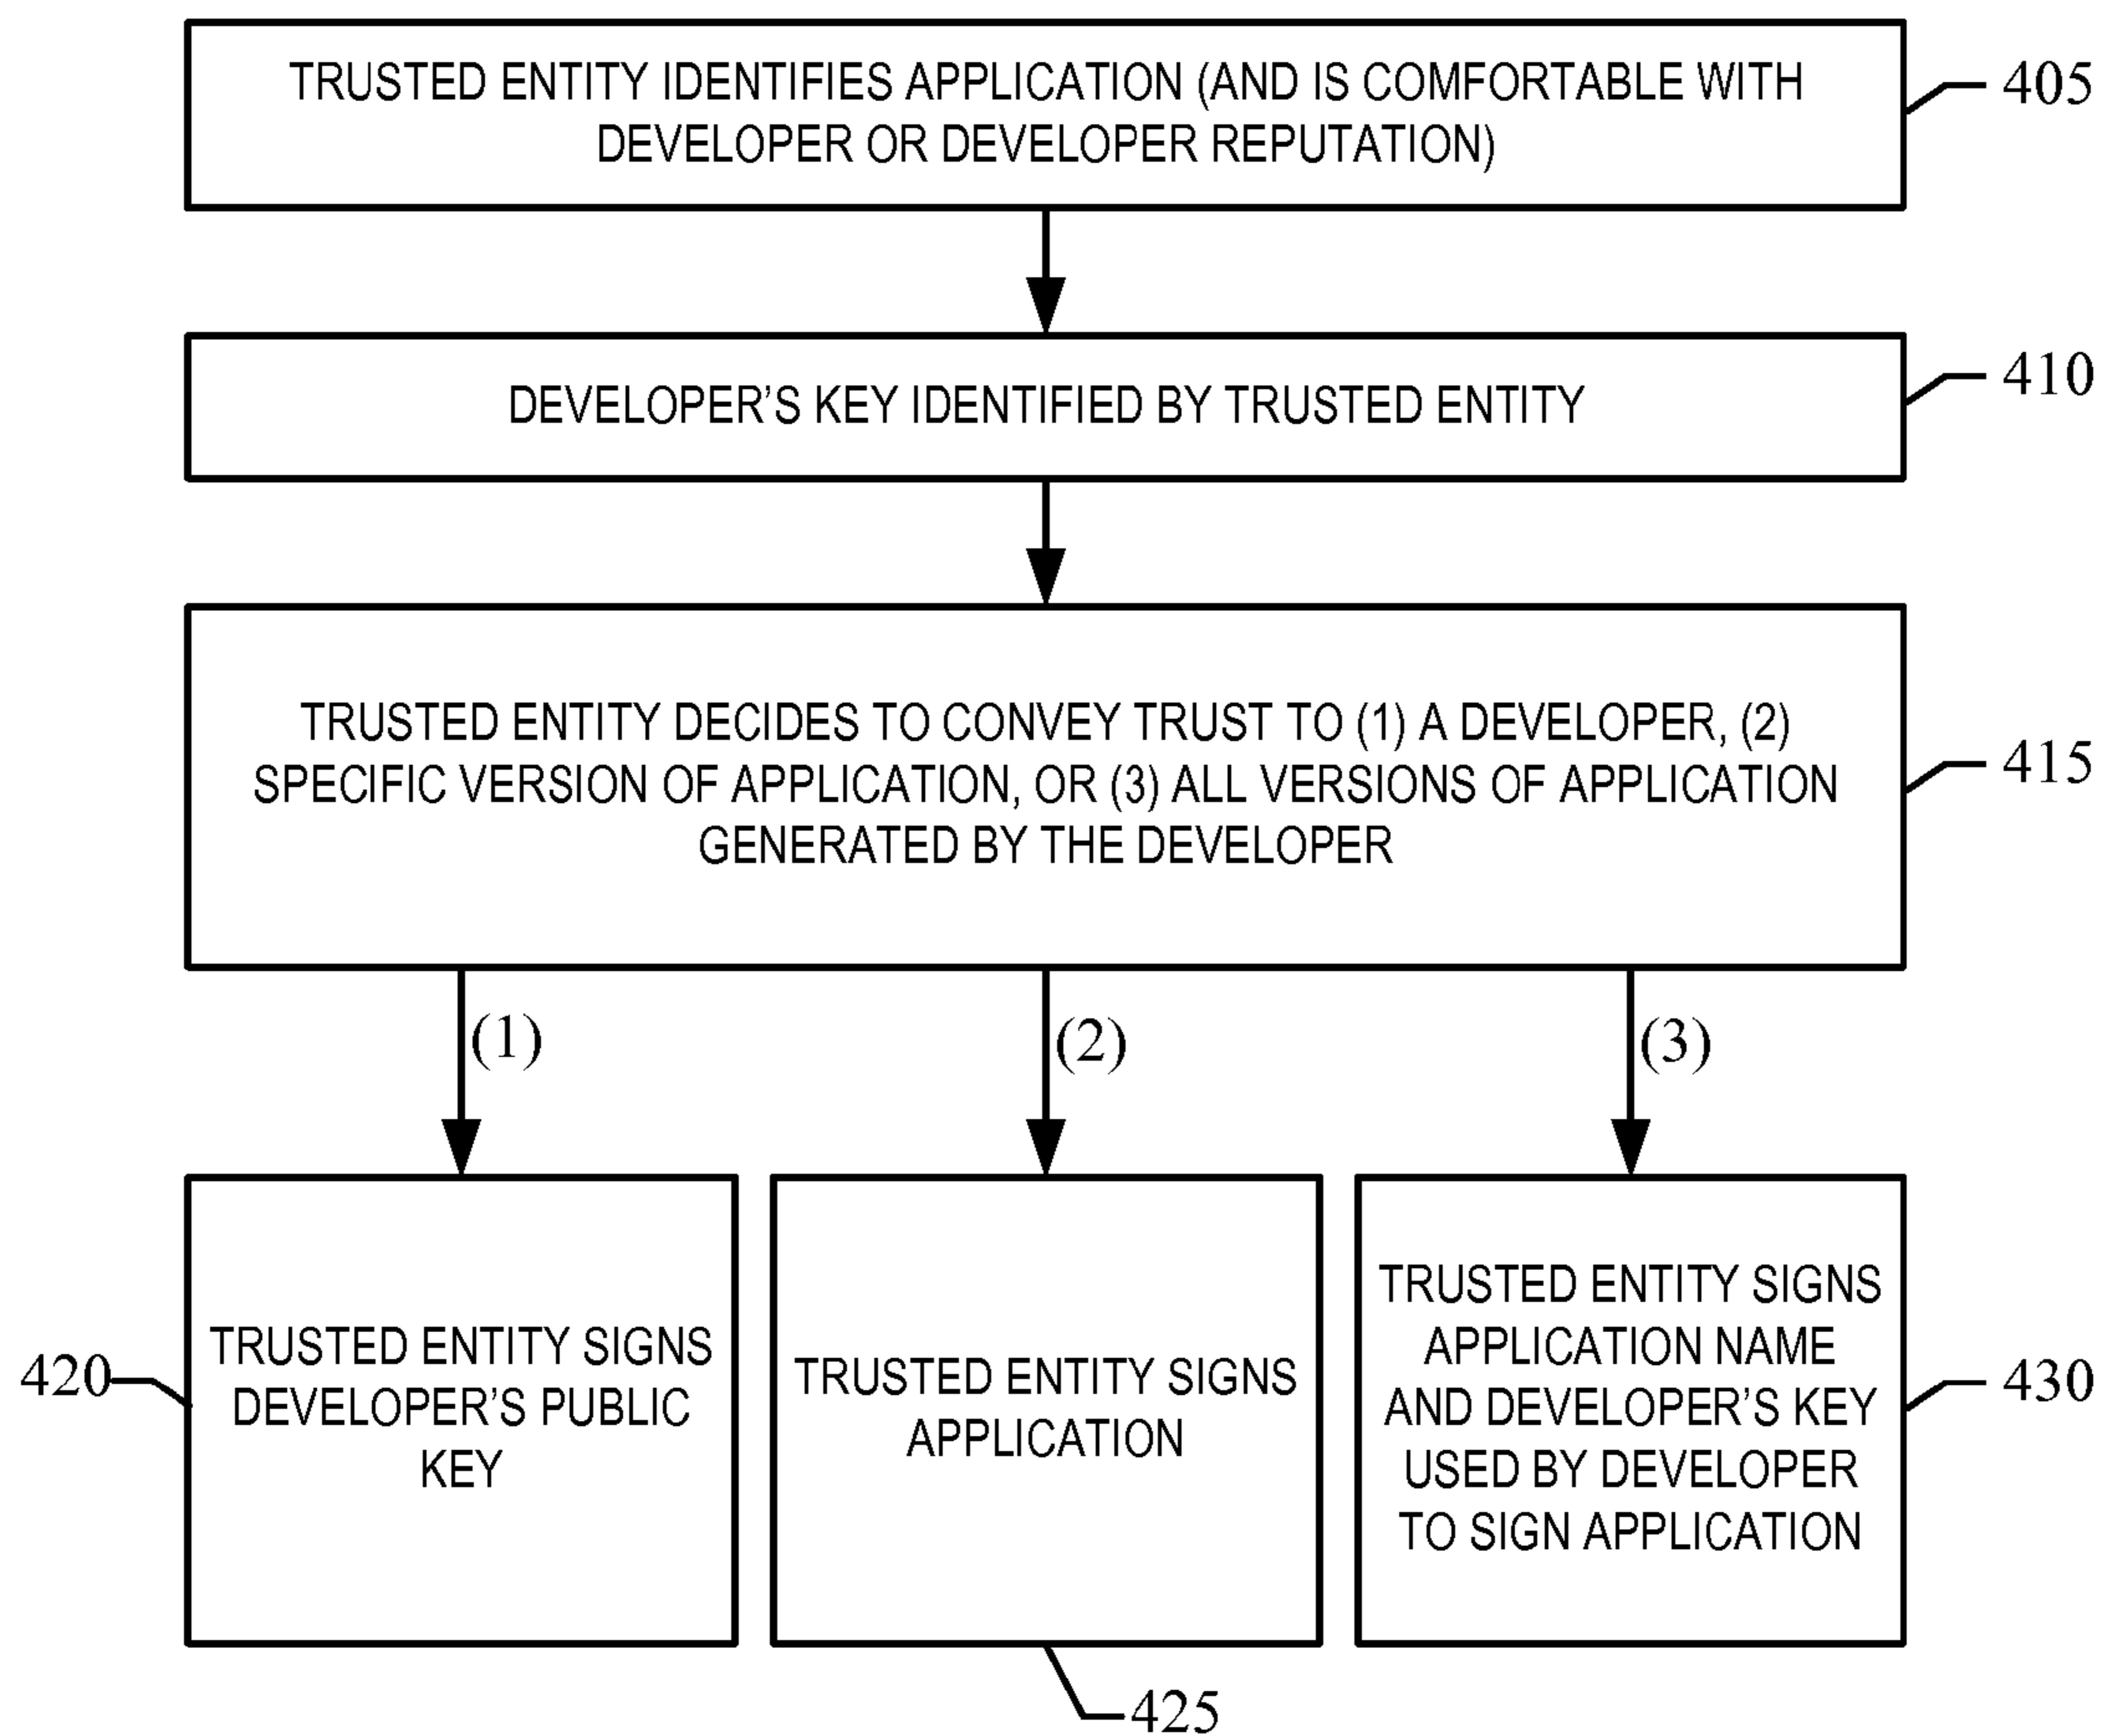 TRUSTED ENTITY IDENTIFIES APPLICATION (AND IS COMFORTABLE WITH
DEVELOPER OR DEVELOPER REPUTATION)
405
DEVELOPER'S KEY IDENTIFIED BY TRUSTED ENTITY
410
TRUSTED ENTITY DECIDES TO CONVEY TRUST TO (1) A DEVELOPER, (2)
SPECIFIC VERSION OF APPLICATION, OR (3) ALL VERSIONS OF APPLICATION
GENERATED BY THE DEVELOPER
415
(1)
(2)
(3)
TRUSTED ENTITY SIGNS
DEVELOPER'S PUBLIC
KEY
420
TRUSTED ENTITY SIGNS
APPLICATION
425
TRUSTED ENTITY SIGNS
APPLICATION NAME
AND DEVELOPER'S KEY
USED BY DEVELOPER
TO SIGN APPLICATION
430